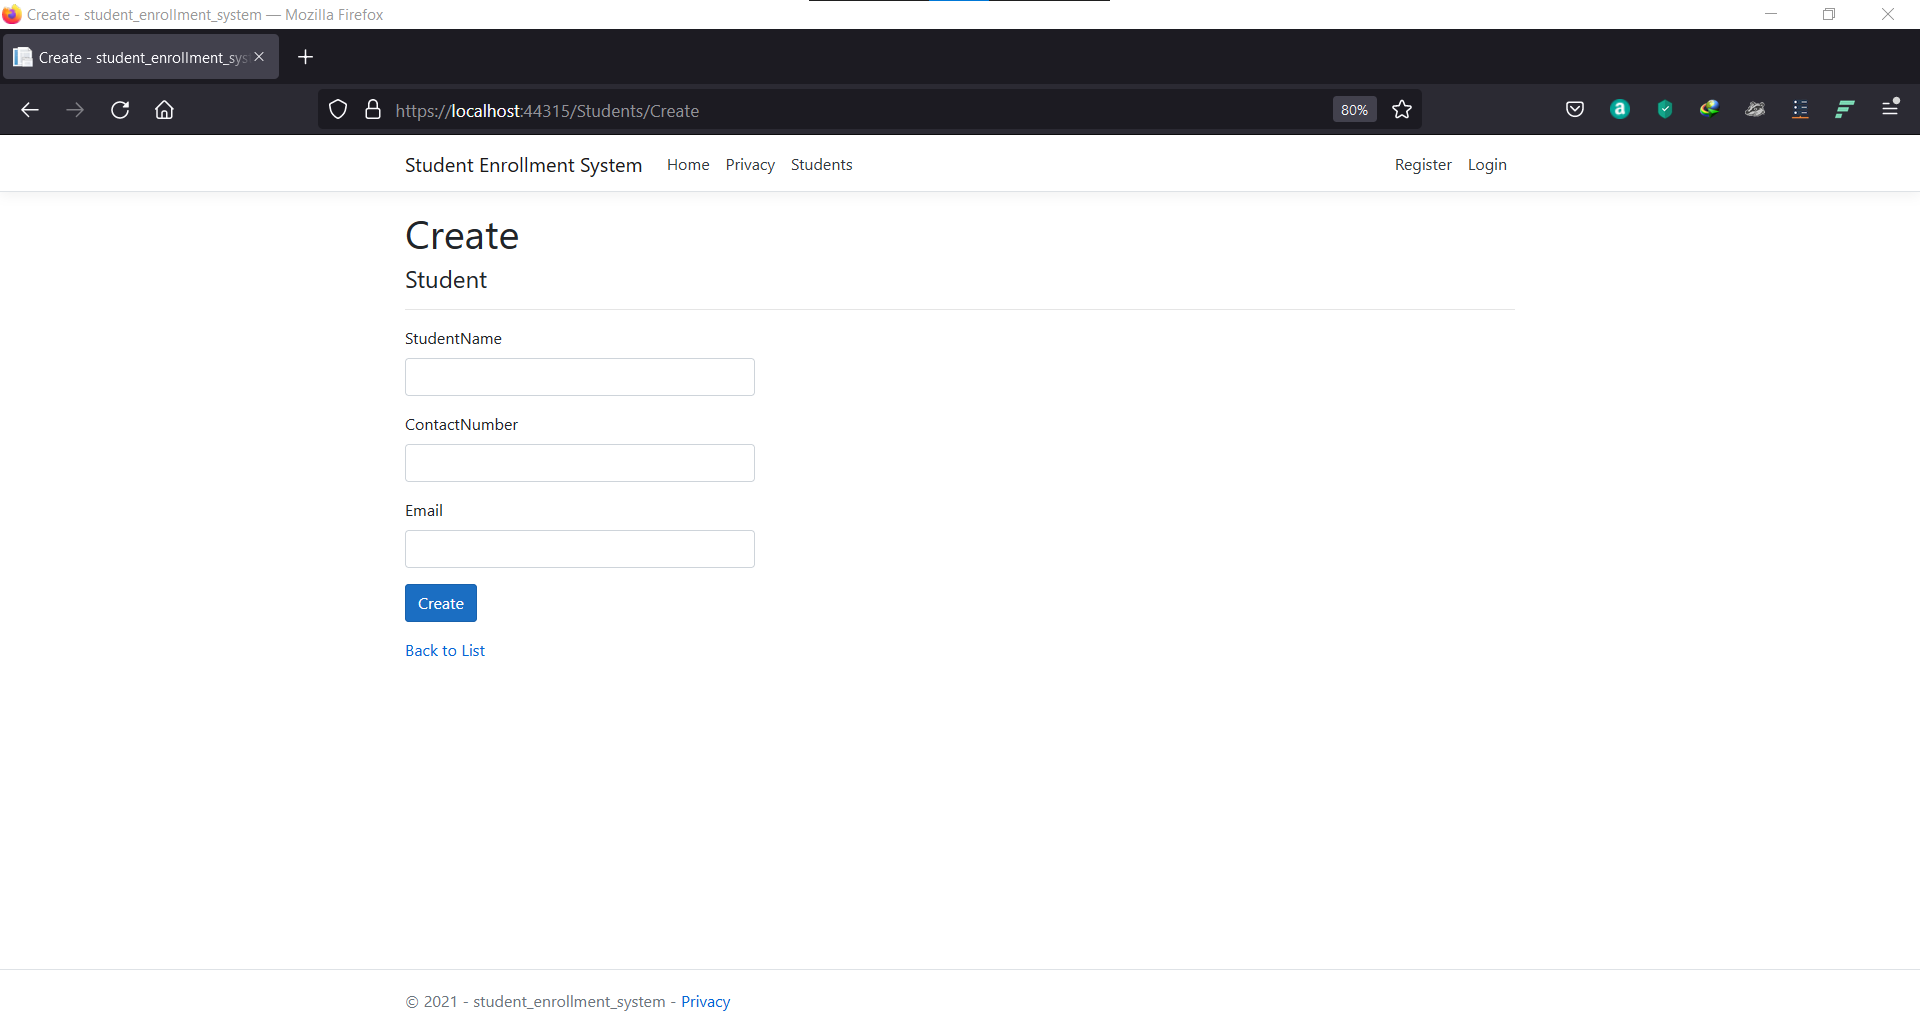 Create - student_enrollment_system — Mozilla Firefox
Create - student_enrollment_sys
https://localhost:44315/Students/Create
80%
Student Enrollment System Home Privacy Students Register Login
Create
Student
StudentName
ContactNumber
Email
Create
Back to List
© 2021 - student_enrollment_system - Privacy